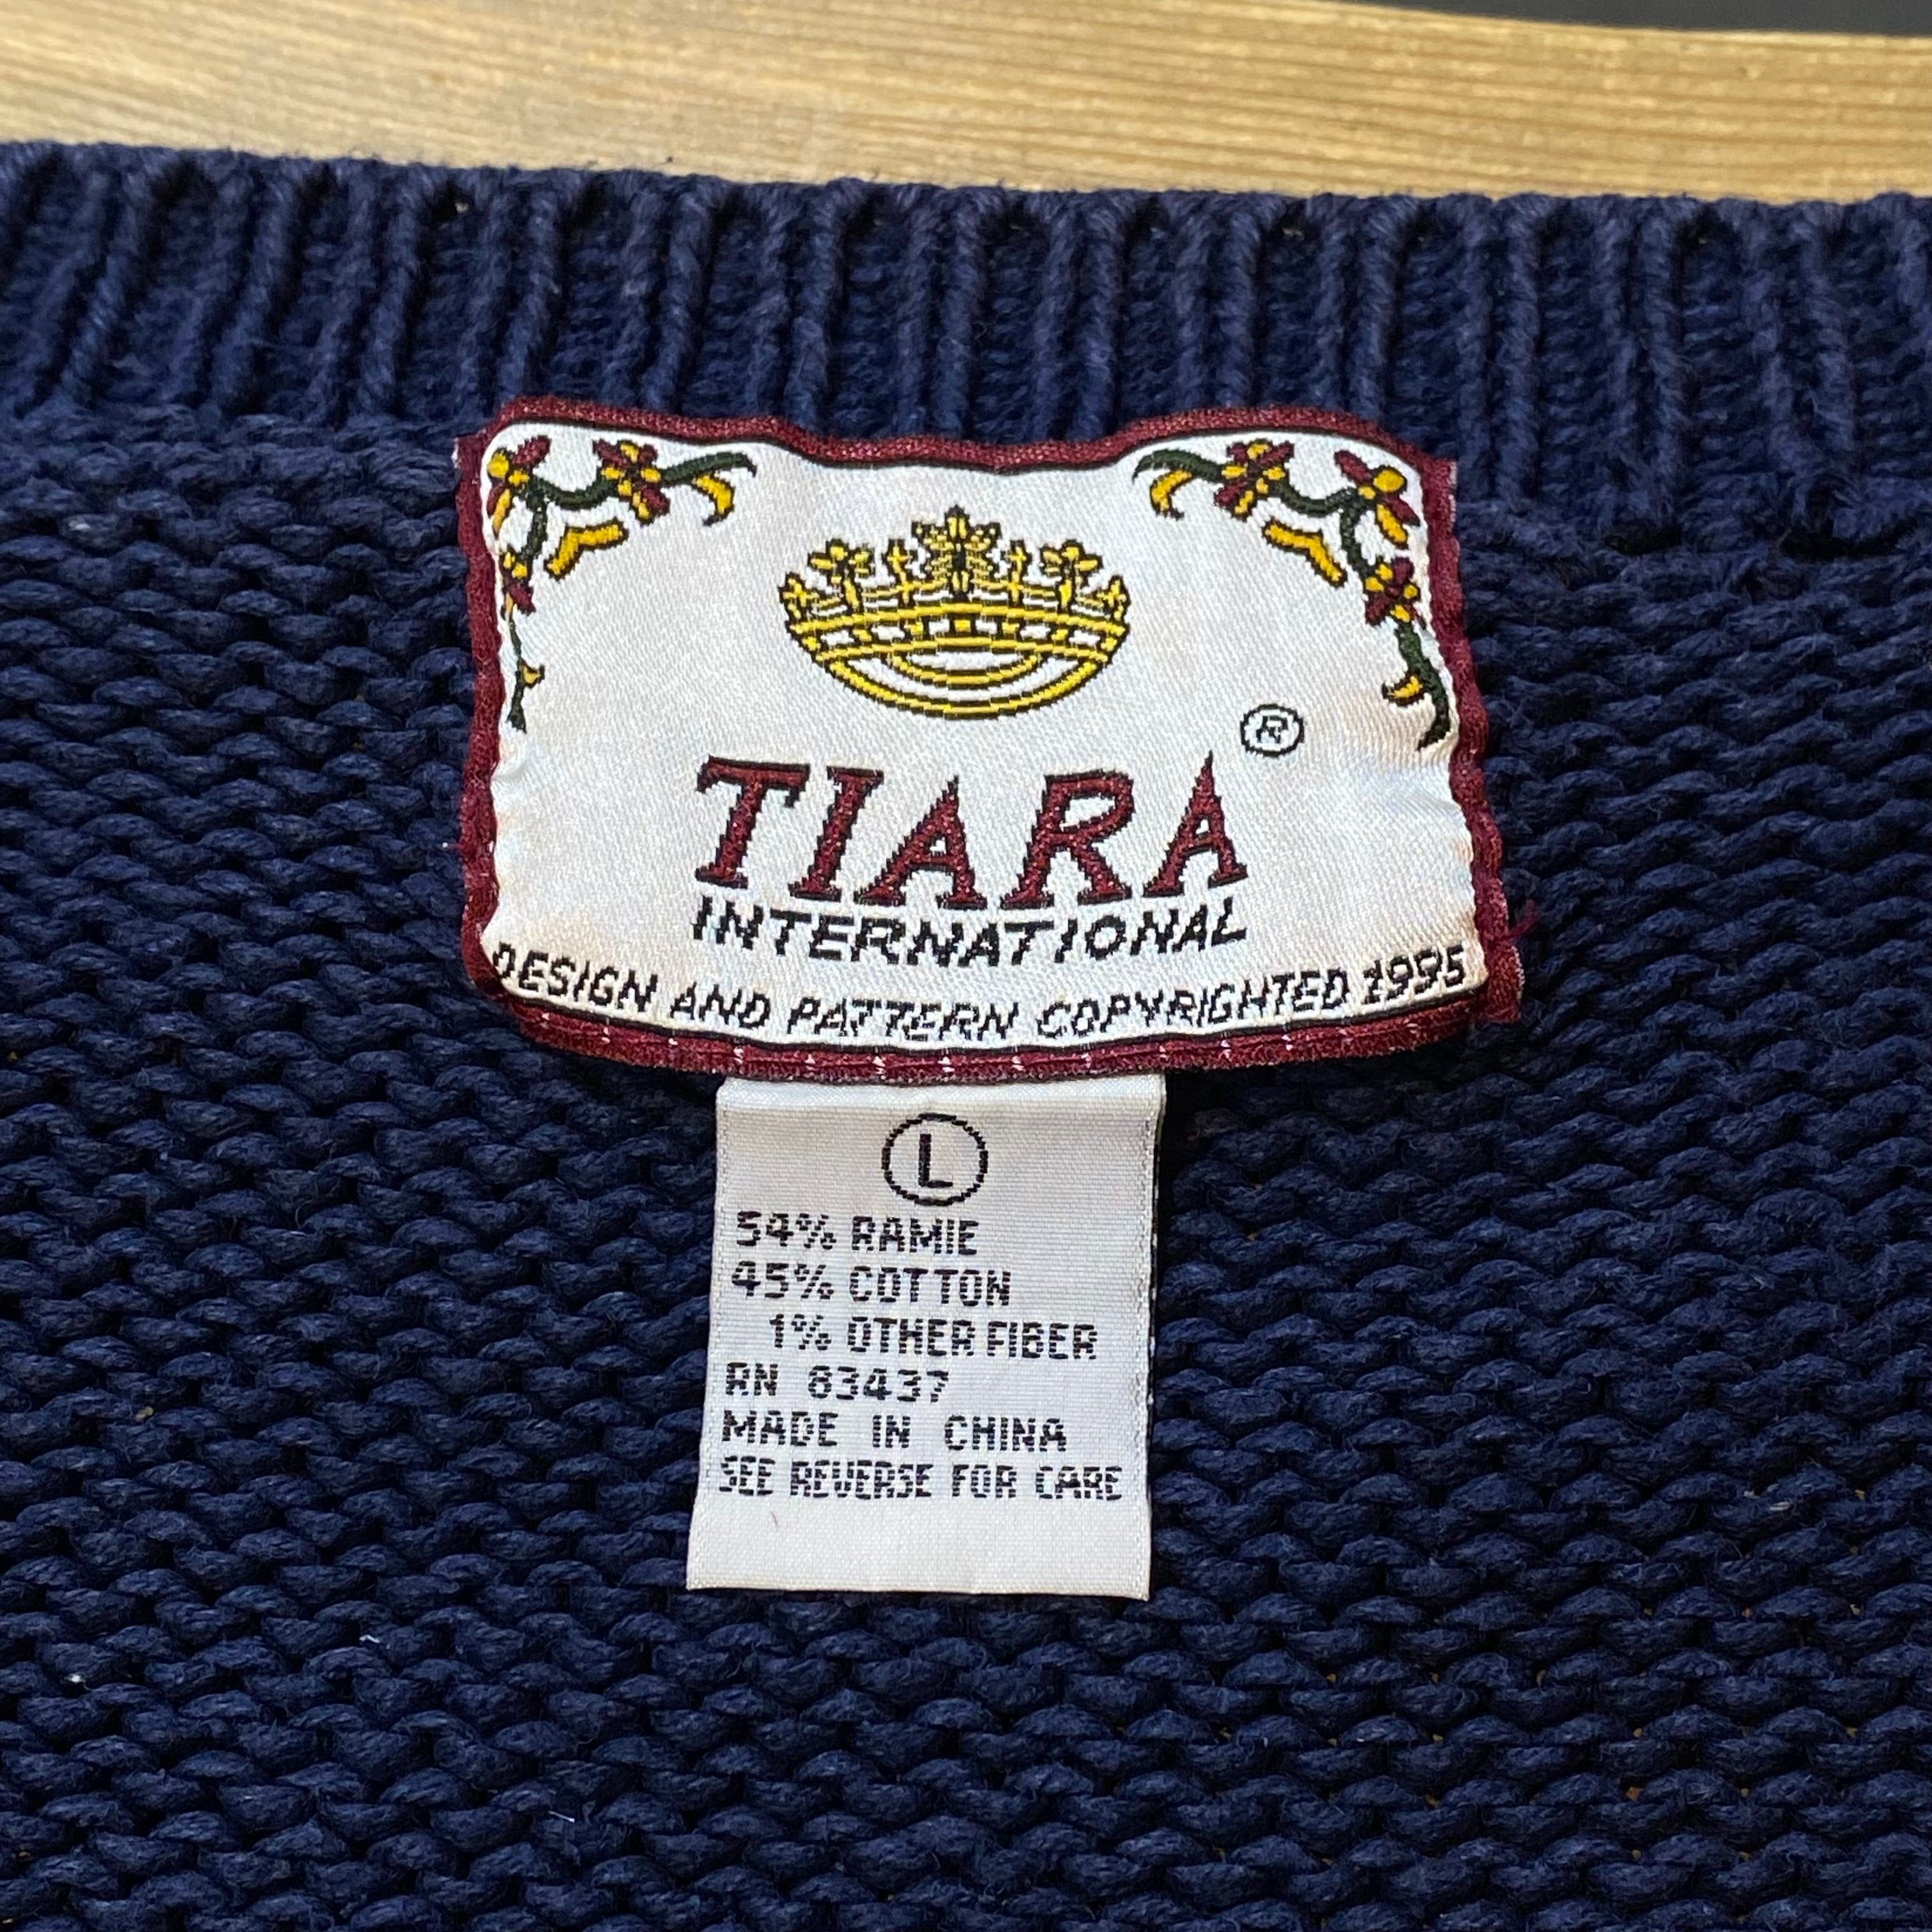 ®
TIARA
INTERNATIONAL
DESIGN AND PATTERN COPYRIGHTED 1995
L
54% RAMIE
45% COTTON
1% OTHER FIBER
RN 83437
MADE IN CHINA
SEE REVERSE FOR CARE